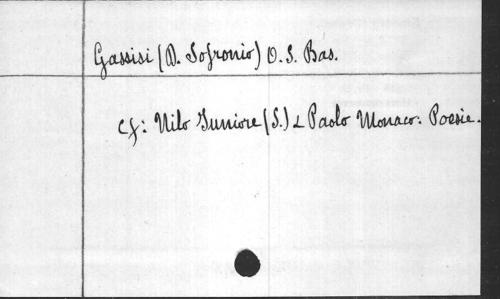 Gassisi (D. Sofronio) O. S. Bas.
cf: Nilo Juniore (S.) & Paolo Monaco: Poesie.